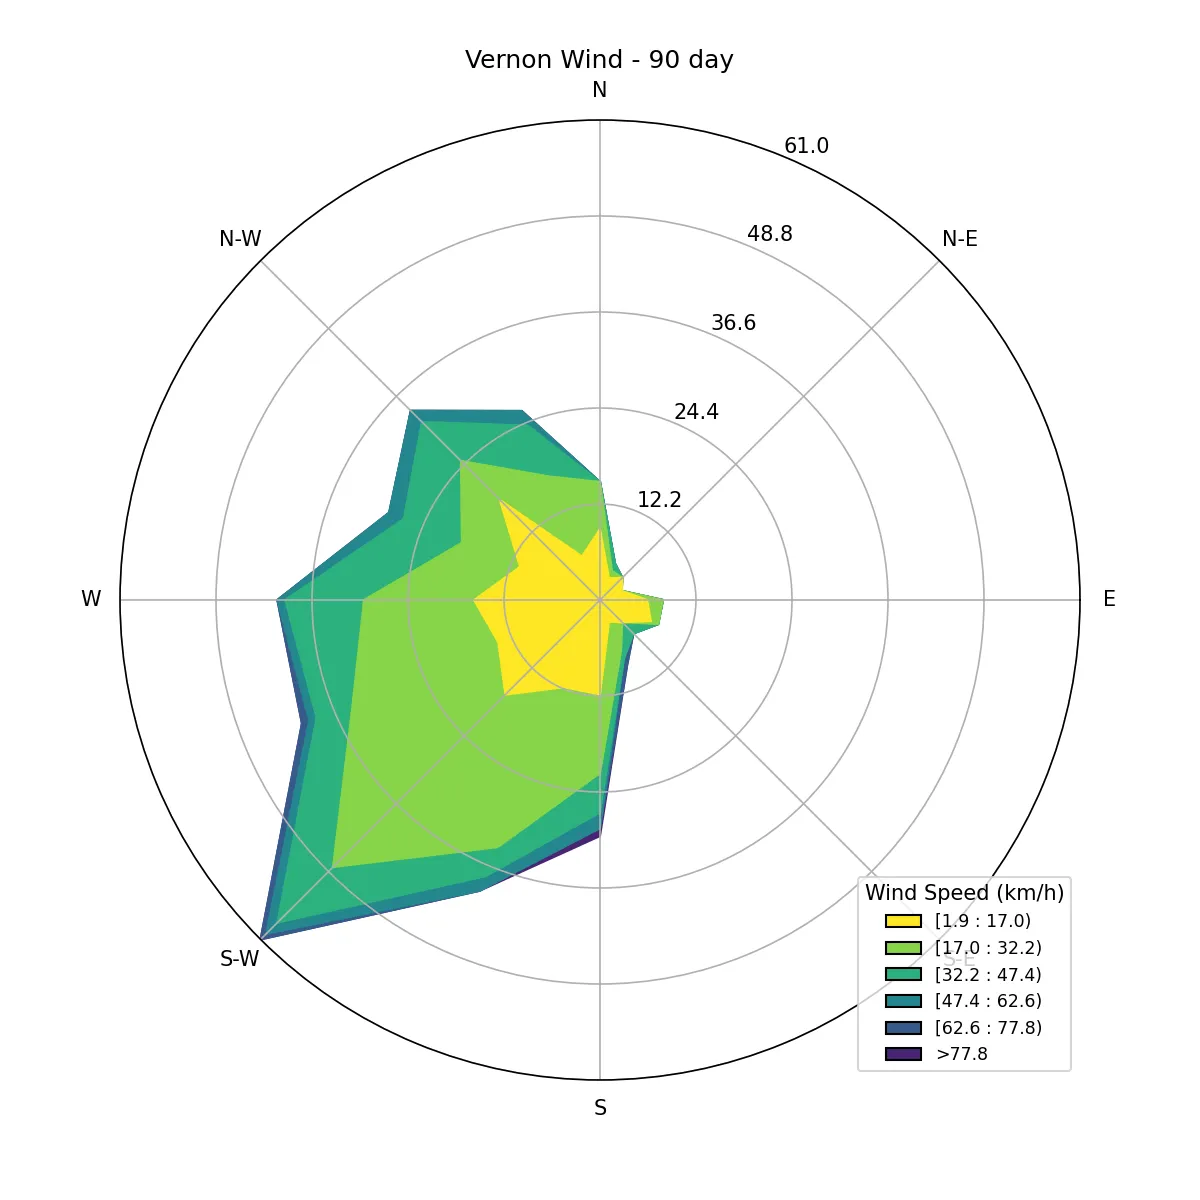 Vernon Wind - 90 day
N
61.0
N-W
48.8
N-E
36.6
24.4
12.2
W
E
Wind Speed (km/h)
[1.9 : 17.0)
[17.0 : 32.2)
S-W
S-E
[32.2 : 47.4)
[47.4 : 62.6)
[62.6 : 77.8)
>77.8
S